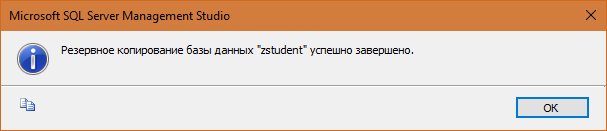 Microsoft SQL Server Management Studio
Резервное копирование базы данных "zstudent" успешно завершено.
OK